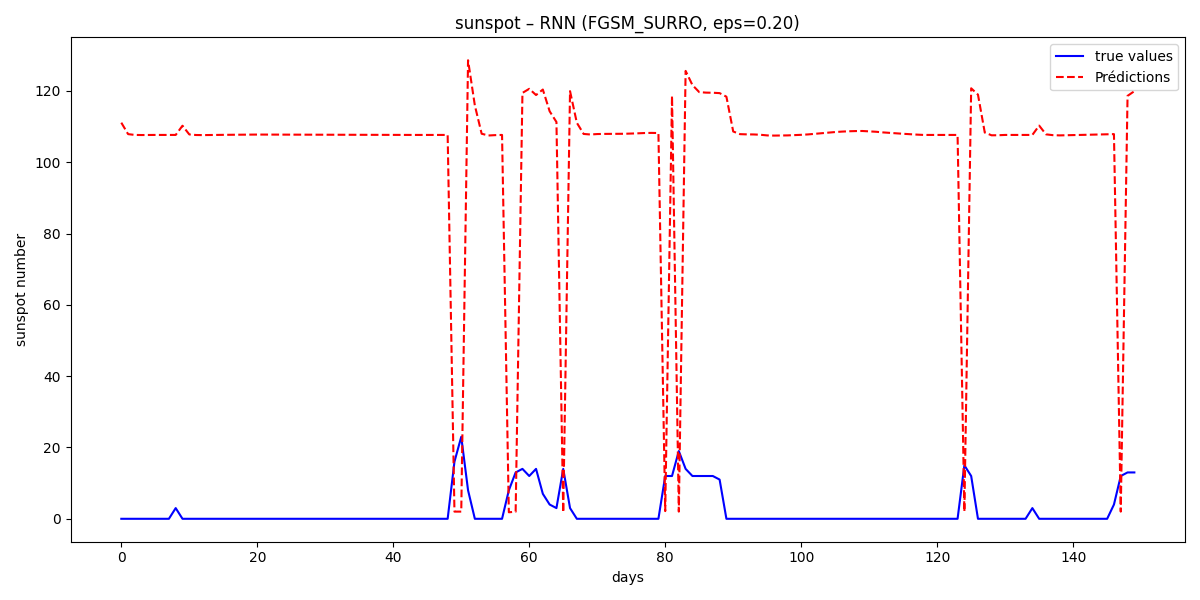 sunspot – RNN (FGSM_SURRO, eps=0.20)
true values
Prédictions
120
100
80
60
40
20
0
sunspot number
0 20 40 60 80 100 120 140
days